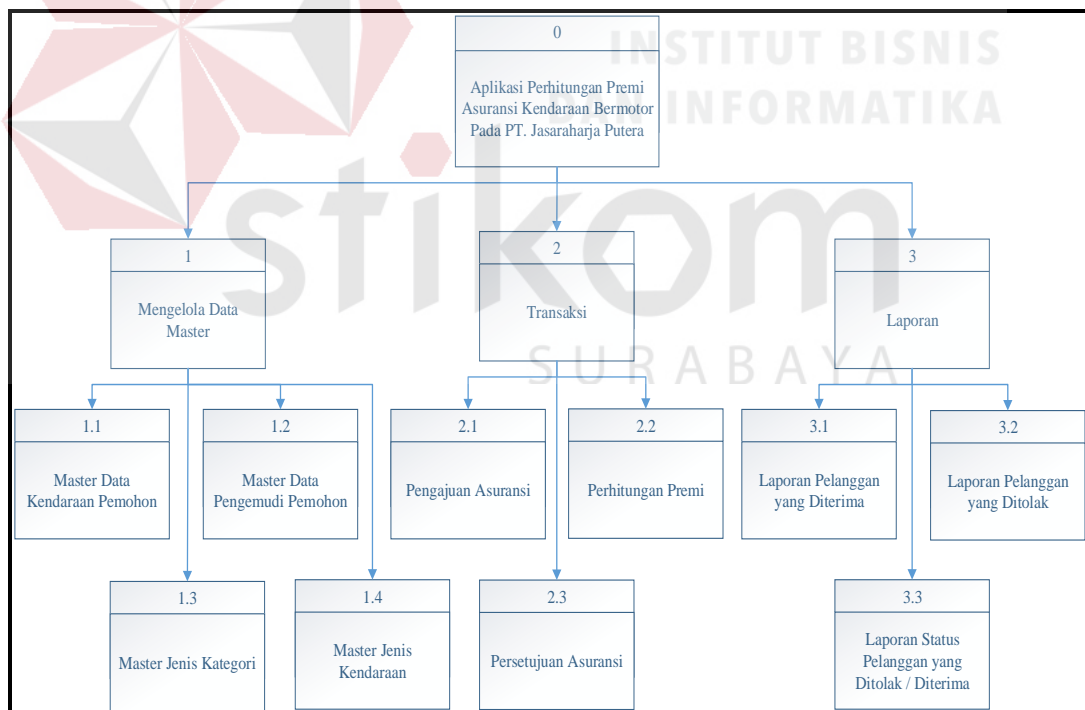 INSTITUT BISNIS
DAN INFORMATIKA
stikom
SURABAYA
0
Aplikasi Perhitungan Premi
Asuransi Kendaraan Bermotor
Pada PT. Jasaraharja Putera
1
Mengelola Data
Master
2
Transaksi
3
Laporan
1.1
Master Data
Kendaraan Pemohon
1.2
Master Data
Pengemudi Pemohon
2.1
Pengajuan Asuransi
2.2
Perhitungan Premi
3.1
Laporan Pelanggan
yang Diterima
3.2
Laporan Pelanggan
yang Ditolak
1.3
Master Jenis Kategori
1.4
Master Jenis
Kendaraan
2.3
Persetujuan Asuransi
3.3
Laporan Status
Pelanggan yang
Ditolak / Diterima